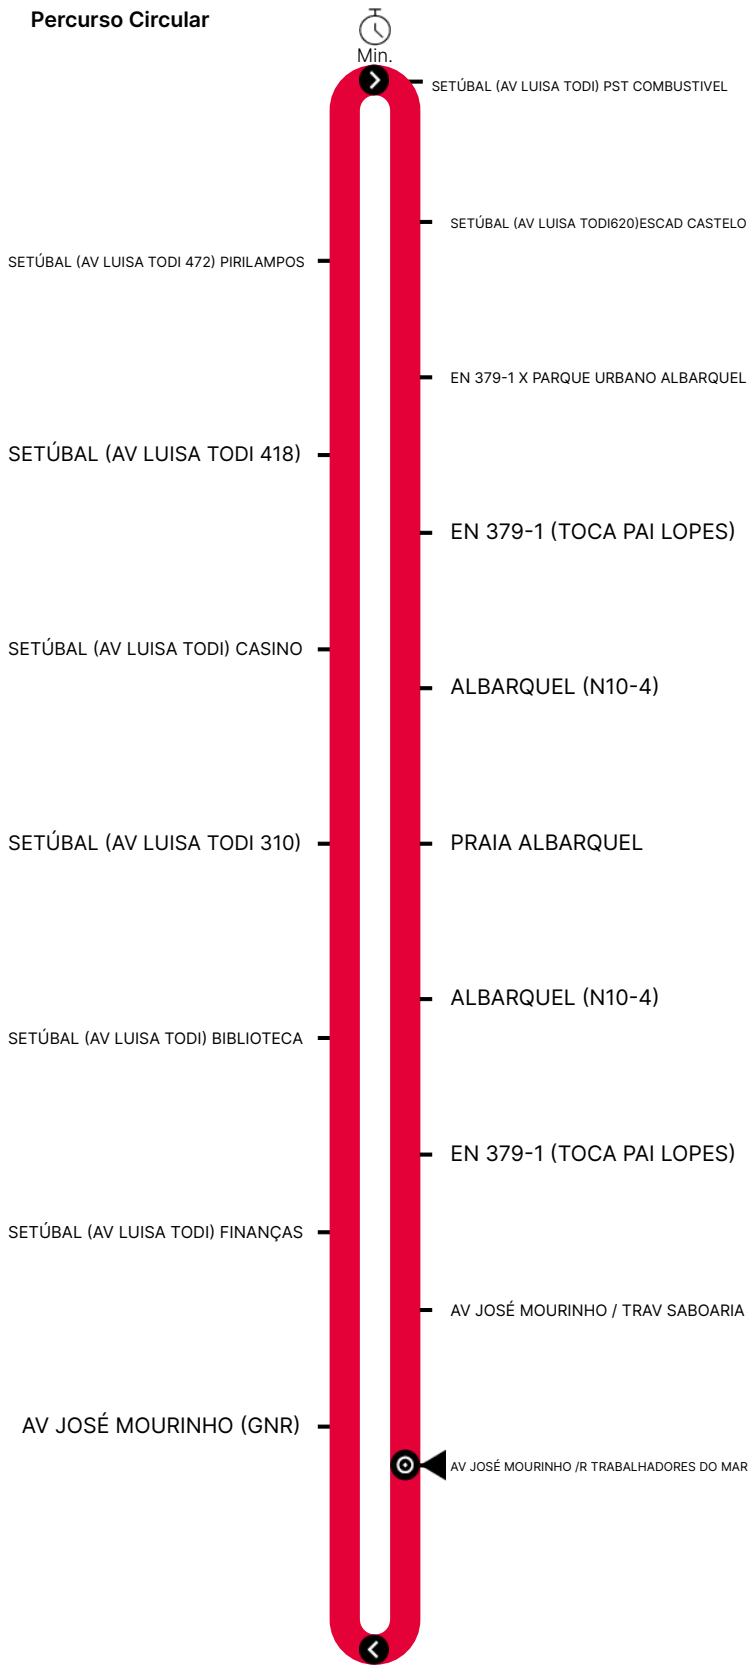 Percurso Circular
Min.
SETÚBAL (AV LUISA TODI) PST COMBUSTIVEL
SETÚBAL (AV LUISA TODI620)ESCAD CASTELO
SETÚBAL (AV LUISA TODI 472) PIRILAMPOS
EN 379-1 X PARQUE URBANO ALBARQUEL
SETÚBAL (AV LUISA TODI 418)
EN 379-1 (TOCA PAI LOPES)
SETÚBAL (AV LUISA TODI) CASINO
ALBARQUEL (N10-4)
SETÚBAL (AV LUISA TODI 310)
PRAIA ALBARQUEL
ALBARQUEL (N10-4)
SETÚBAL (AV LUISA TODI) BIBLIOTECA
EN 379-1 (TOCA PAI LOPES)
SETÚBAL (AV LUISA TODI) FINANÇAS
AV JOSÉ MOURINHO / TRAV SABOARIA
AV JOSÉ MOURINHO (GNR)
AV JOSÉ MOURINHO /R TRABALHADORES DO MAR